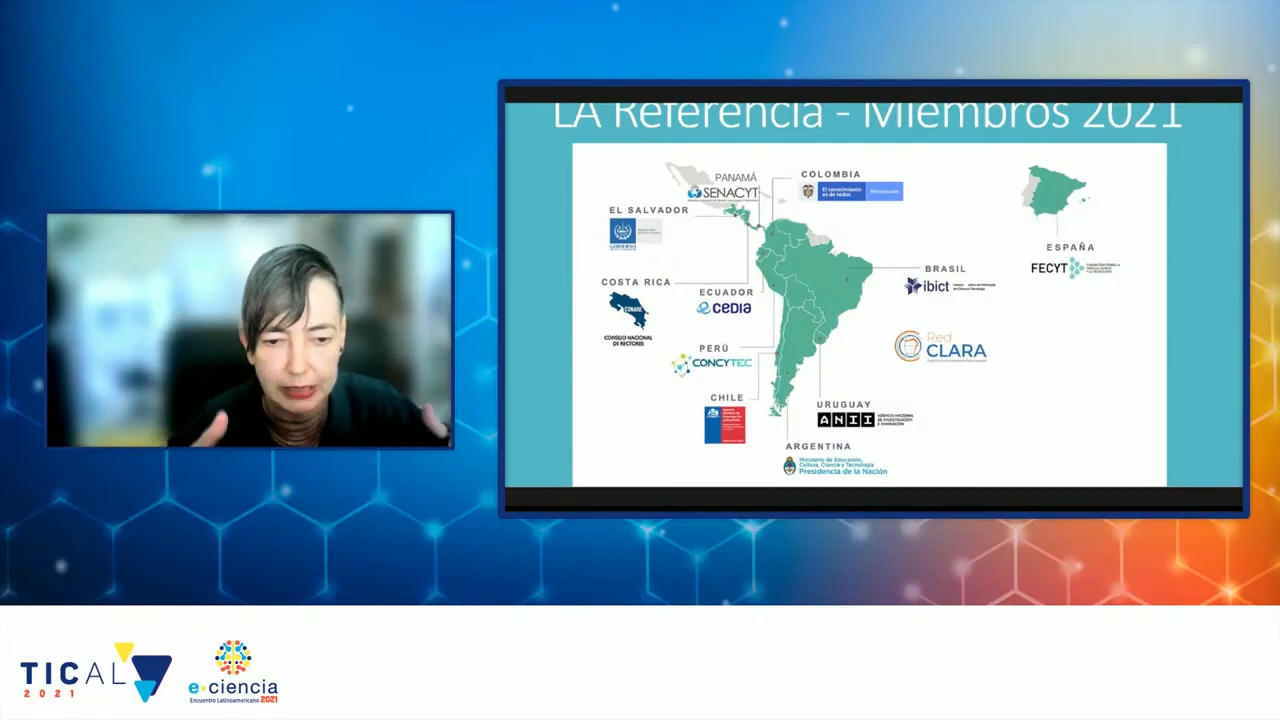 LA Referencia - Miembros 2021
PANAMÁ
SENACYT
COLOMBIA
El conocimiento
es de todos
Minciencias
EL SALVADOR
GOBIERNO
ESPAÑA
FECYT
COSTA RICA
CONARE
CONSEJO NACIONAL
DE RECTORES
ECUADOR
cedia
BRASIL
ibict
Red
CLARA
PERÚ
CONCYTEC
CHILE
URUGUAY
ANII
AGENCIA NACIONAL
DE INVESTIGACIÓN
E INNOVACIÓN
ARGENTINA
Ministerio de Educación,
Cultura, Ciencia y Tecnología
Presidencia de la Nación
TICAL
2021
e-ciencia
Encuentro Latinoamericano 2021